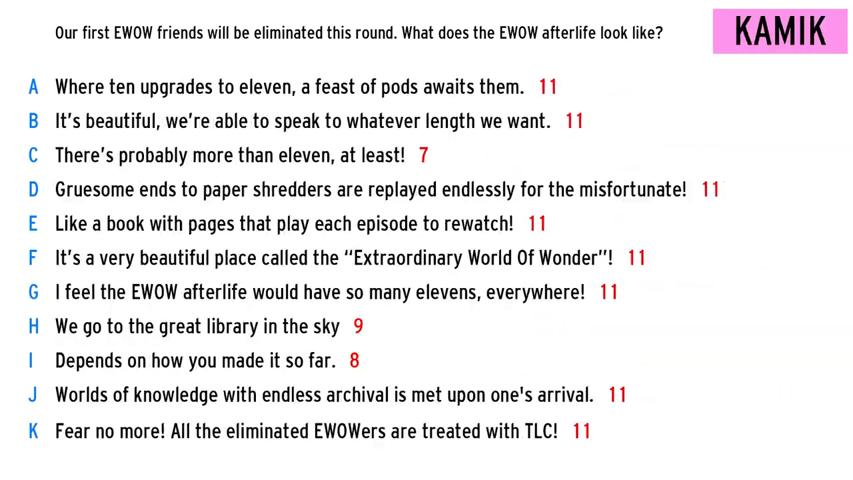 Our first EWOW friends will be eliminated this round. What does the EWOW afterlife look like?
KAMIK
A Where ten upgrades to eleven, a feast of pods awaits them. 11
B It's beautiful, we're able to speak to whatever length we want. 11
C There's probably more than eleven, at least! 7
D Gruesome ends to paper shredders are replayed endlessly for the misfortunate! 11
E Like a book with pages that play each episode to rewatch! 11
F It's a very beautiful place called the “Extraordinary World Of Wonder”! 11
G I feel the EWOW afterlife would have so many elevens, everywhere! 11
H We go to the great library in the sky 9
I Depends on how you made it so far. 8
J Worlds of knowledge with endless archival is met upon one's arrival. 11
K Fear no more! All the eliminated EWOWers are treated with TLC! 11